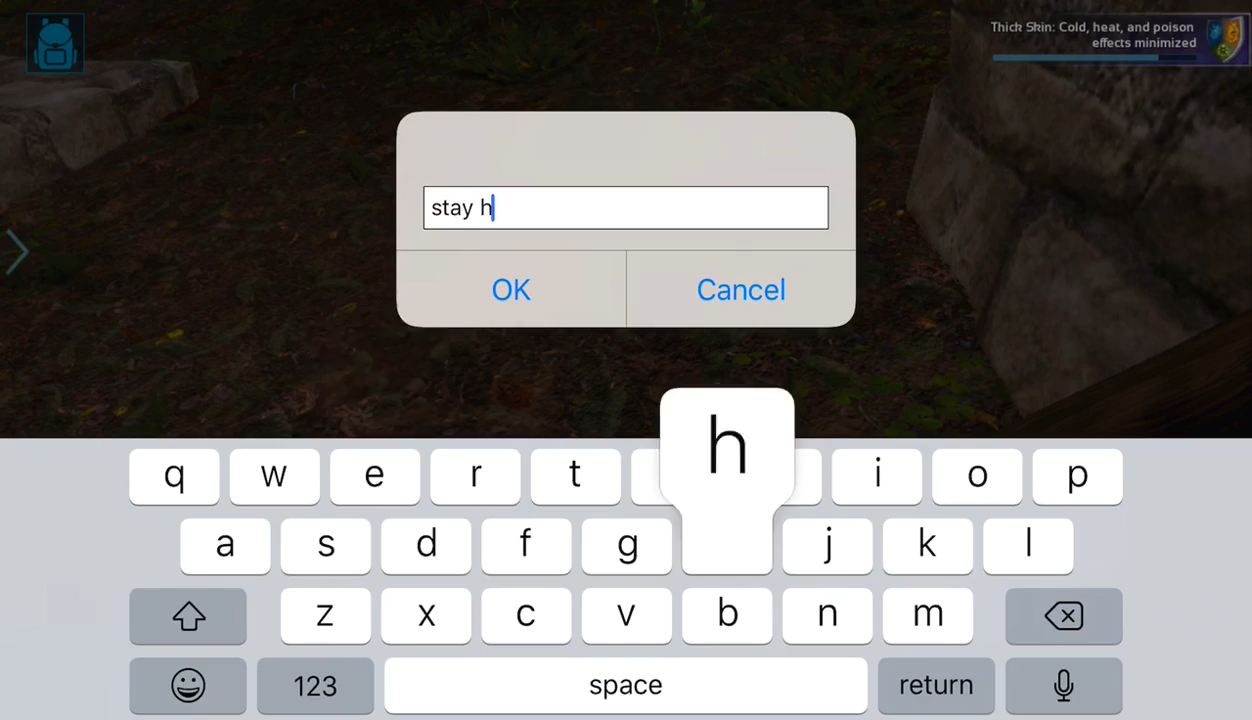 Thick Skin: Cold, heat, and poison
effects minimized
stay h
OK
Cancel
h
q w e r t i o p
a s d f g j k l
z x c v b n m
123 space return